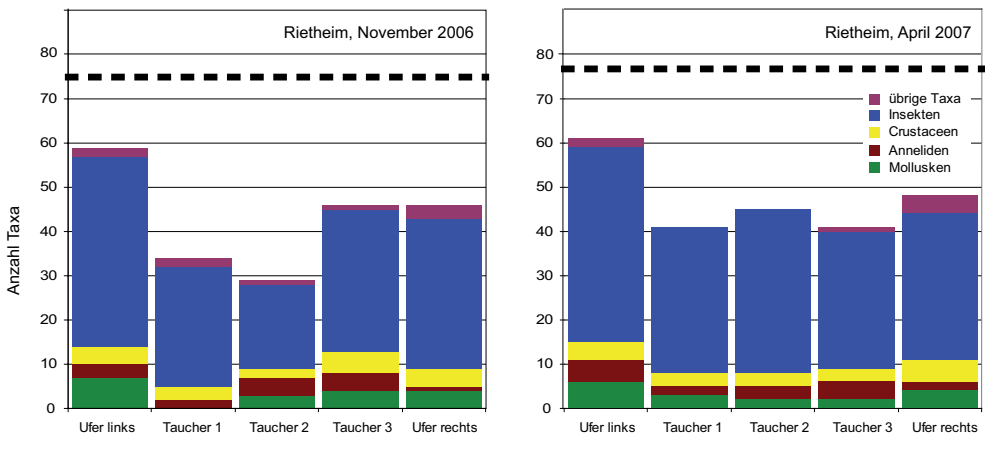 Rietheim, November 2006
Anzahl Taxa
80
70
60
50
40
30
20
10
0
Ufer links Taucher 1 Taucher 2 Taucher 3 Ufer rechts
Rietheim, April 2007
80
70
60
50
40
30
20
10
0
übrige Taxa
Insekten
Crustaceen
Anneliden
Mollusken
Ufer links Taucher 1 Taucher 2 Taucher 3 Ufer rechts